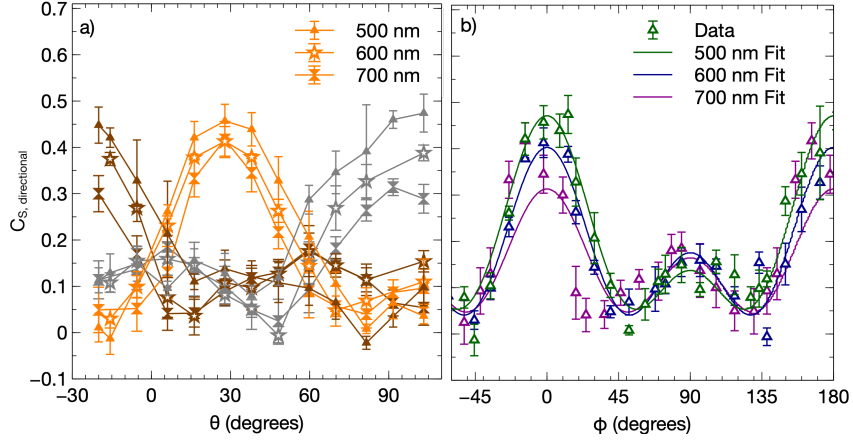 a)
500 nm
600 nm
700 nm
0.7
0.6
0.5
0.4
0.3
0.2
0.1
0
−0.1
C_S, directional
-30
0
30
60
90
θ (degrees)
b)
Data
500 nm Fit
600 nm Fit
700 nm Fit
-45
0
45
90
135
180
ϕ (degrees)